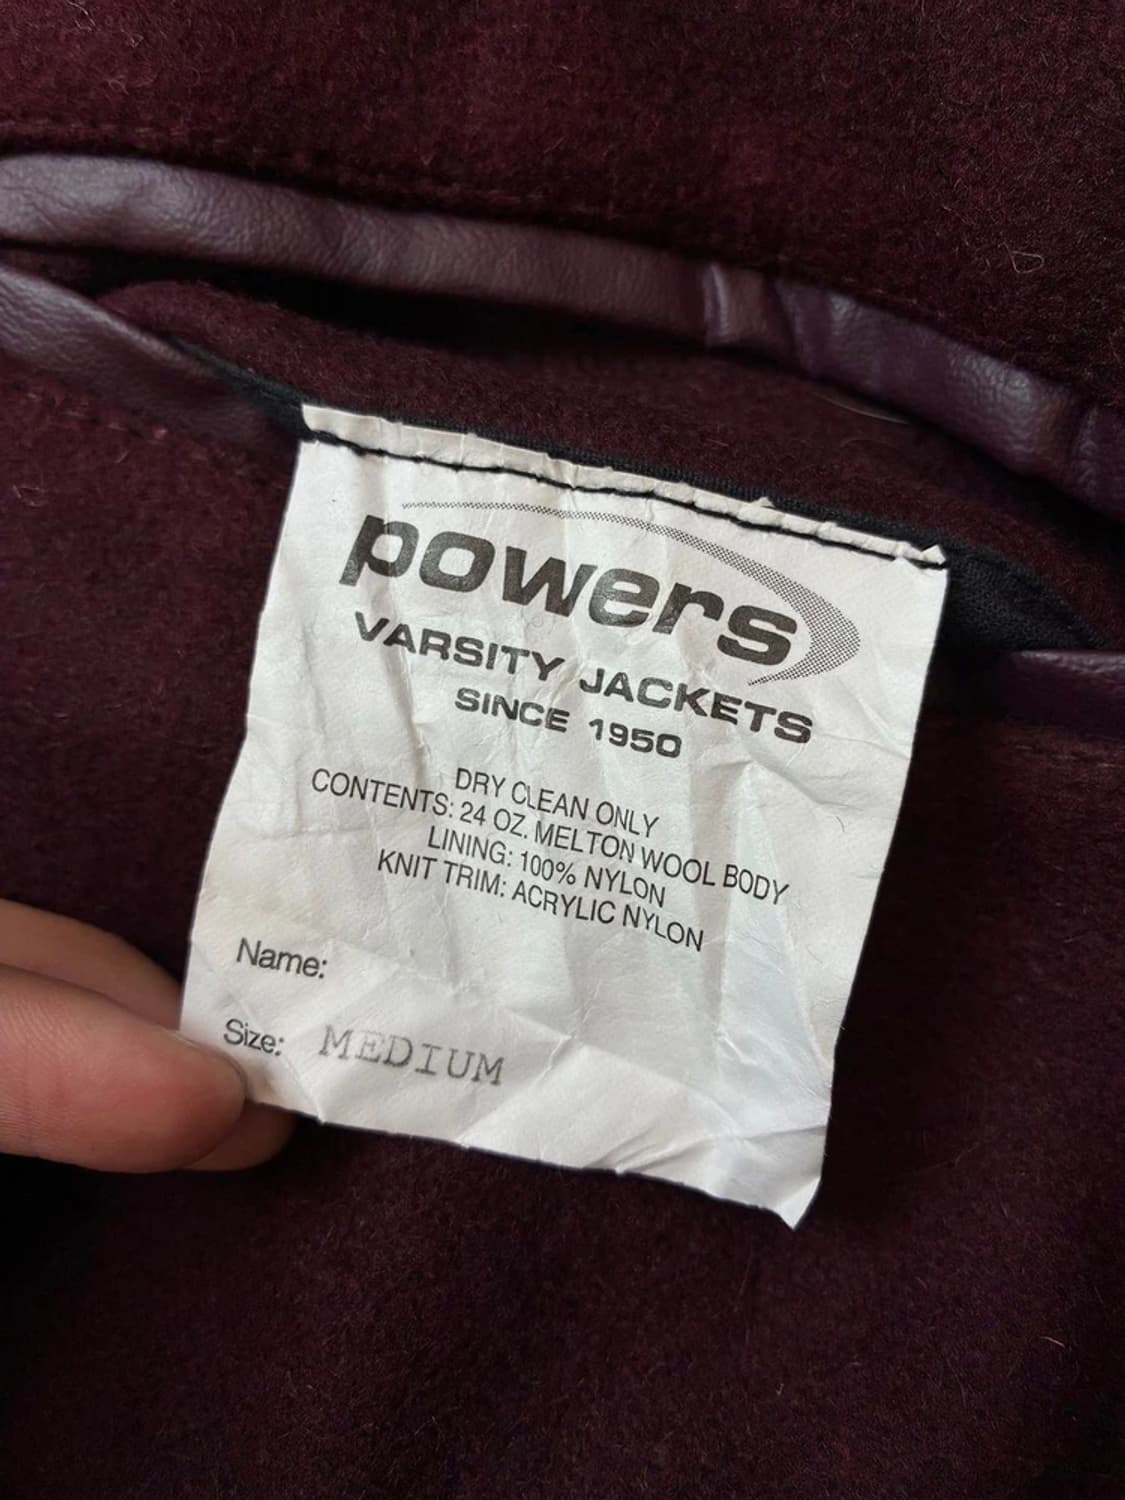 powers
VARSITY JACKETS
SINCE 1950
DRY CLEAN ONLY
CONTENTS: 24 OZ. MELTON WOOL BODY
LINING: 100% NYLON
KNIT TRIM: ACRYLIC NYLON
Name:
Size: MEDIUM